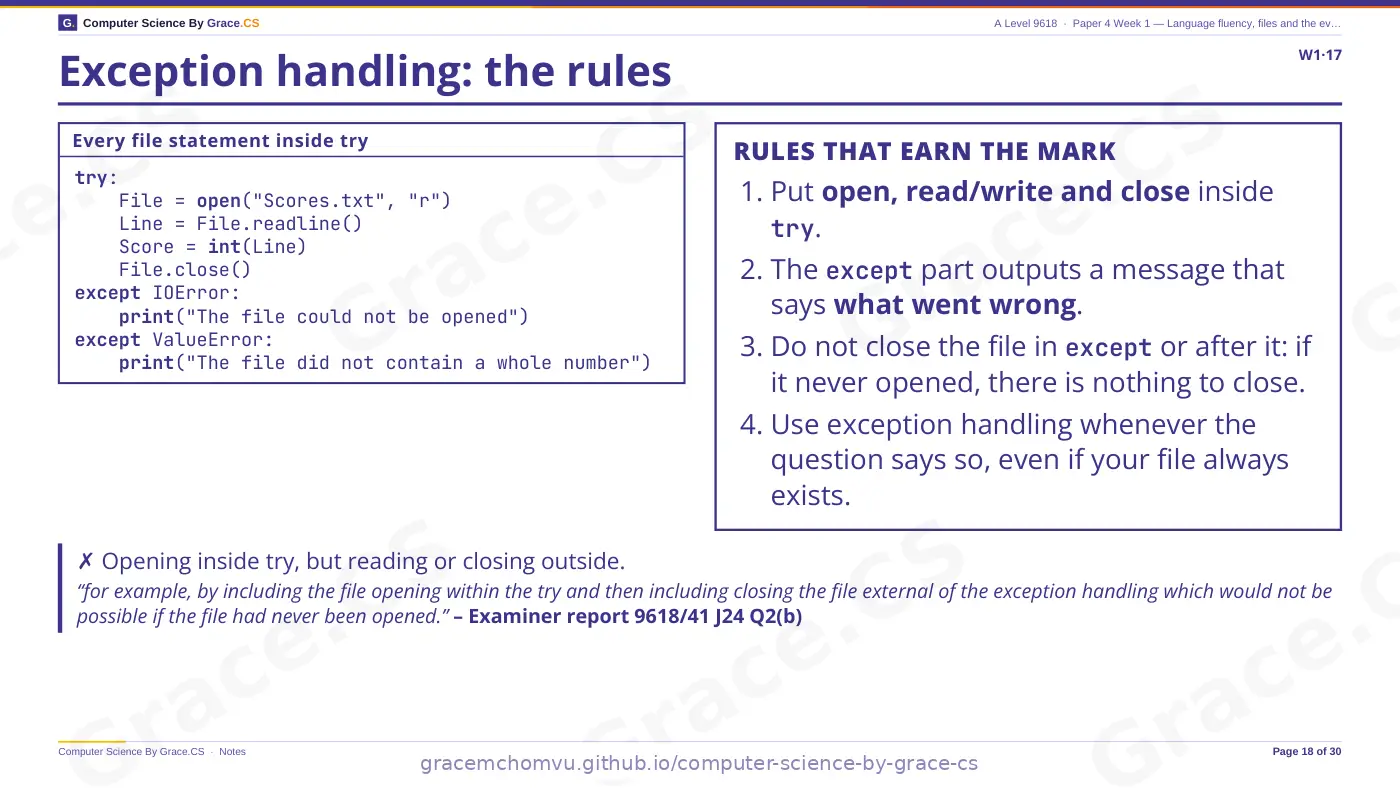 G. Computer Science By Grace.CS
A Level 9618 · Paper 4 Week 1 — Language fluency, files and the ev…
Exception handling: the rules
W1·17
Every file statement inside try
try:
    File = open("Scores.txt", "r")
    Line = File.readline()
    Score = int(Line)
    File.close()
except IOError:
    print("The file could not be opened")
except ValueError:
    print("The file did not contain a whole number")
RULES THAT EARN THE MARK
1. Put open, read/write and close inside
try.
2. The except part outputs a message that
says what went wrong.
3. Do not close the file in except or after it: if
it never opened, there is nothing to close.
4. Use exception handling whenever the
question says so, even if your file always
exists.
✗ Opening inside try, but reading or closing outside.
“for example, by including the file opening within the try and then including closing the file external of the exception handling which would not be
possible if the file had never been opened.” – Examiner report 9618/41 J24 Q2(b)
Computer Science By Grace.CS · Notes
Page 18 of 30
gracemchomvu.github.io/computer-science-by-grace-cs
Grace.CS